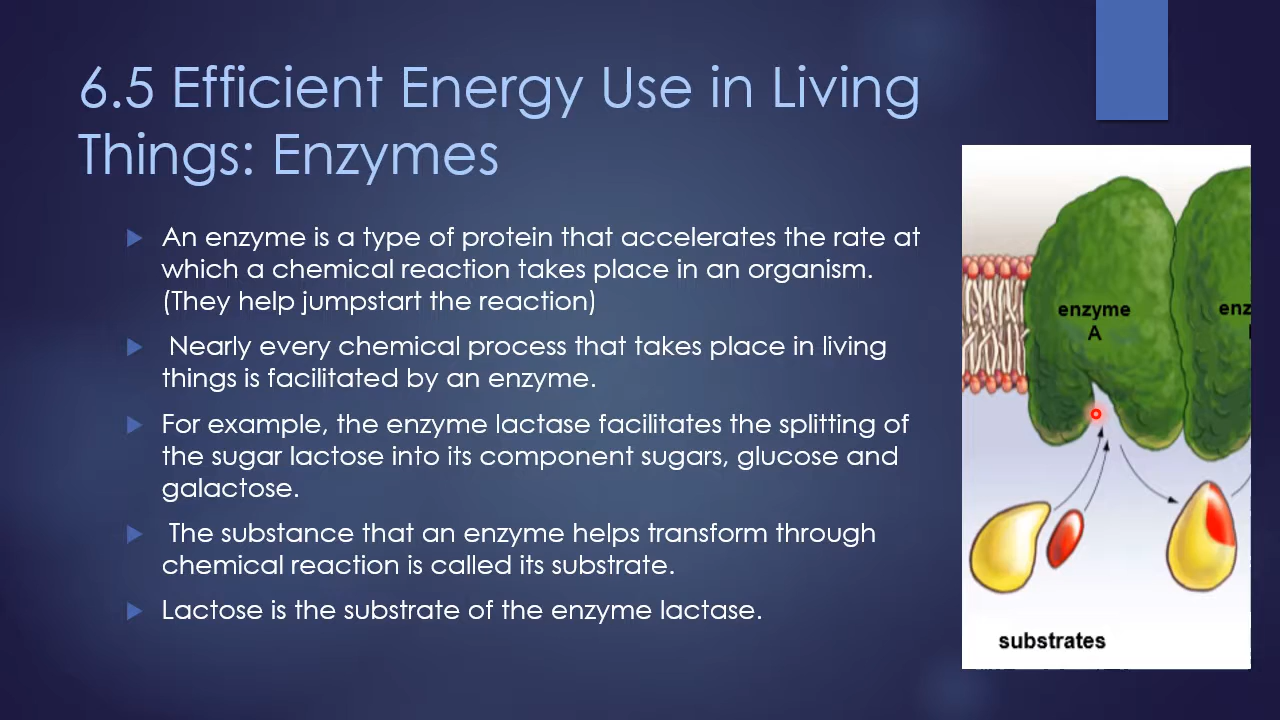 6.5 Efficient Energy Use in Living
Things: Enzymes
An enzyme is a type of protein that accelerates the rate at
which a chemical reaction takes place in an organism.
(They help jumpstart the reaction)
Nearly every chemical process that takes place in living
things is facilitated by an enzyme.
For example, the enzyme lactase facilitates the splitting of
the sugar lactose into its component sugars, glucose and
galactose.
The substance that an enzyme helps transform through
chemical reaction is called its substrate.
Lactose is the substrate of the enzyme lactase.
enzyme
A
enz
substrates